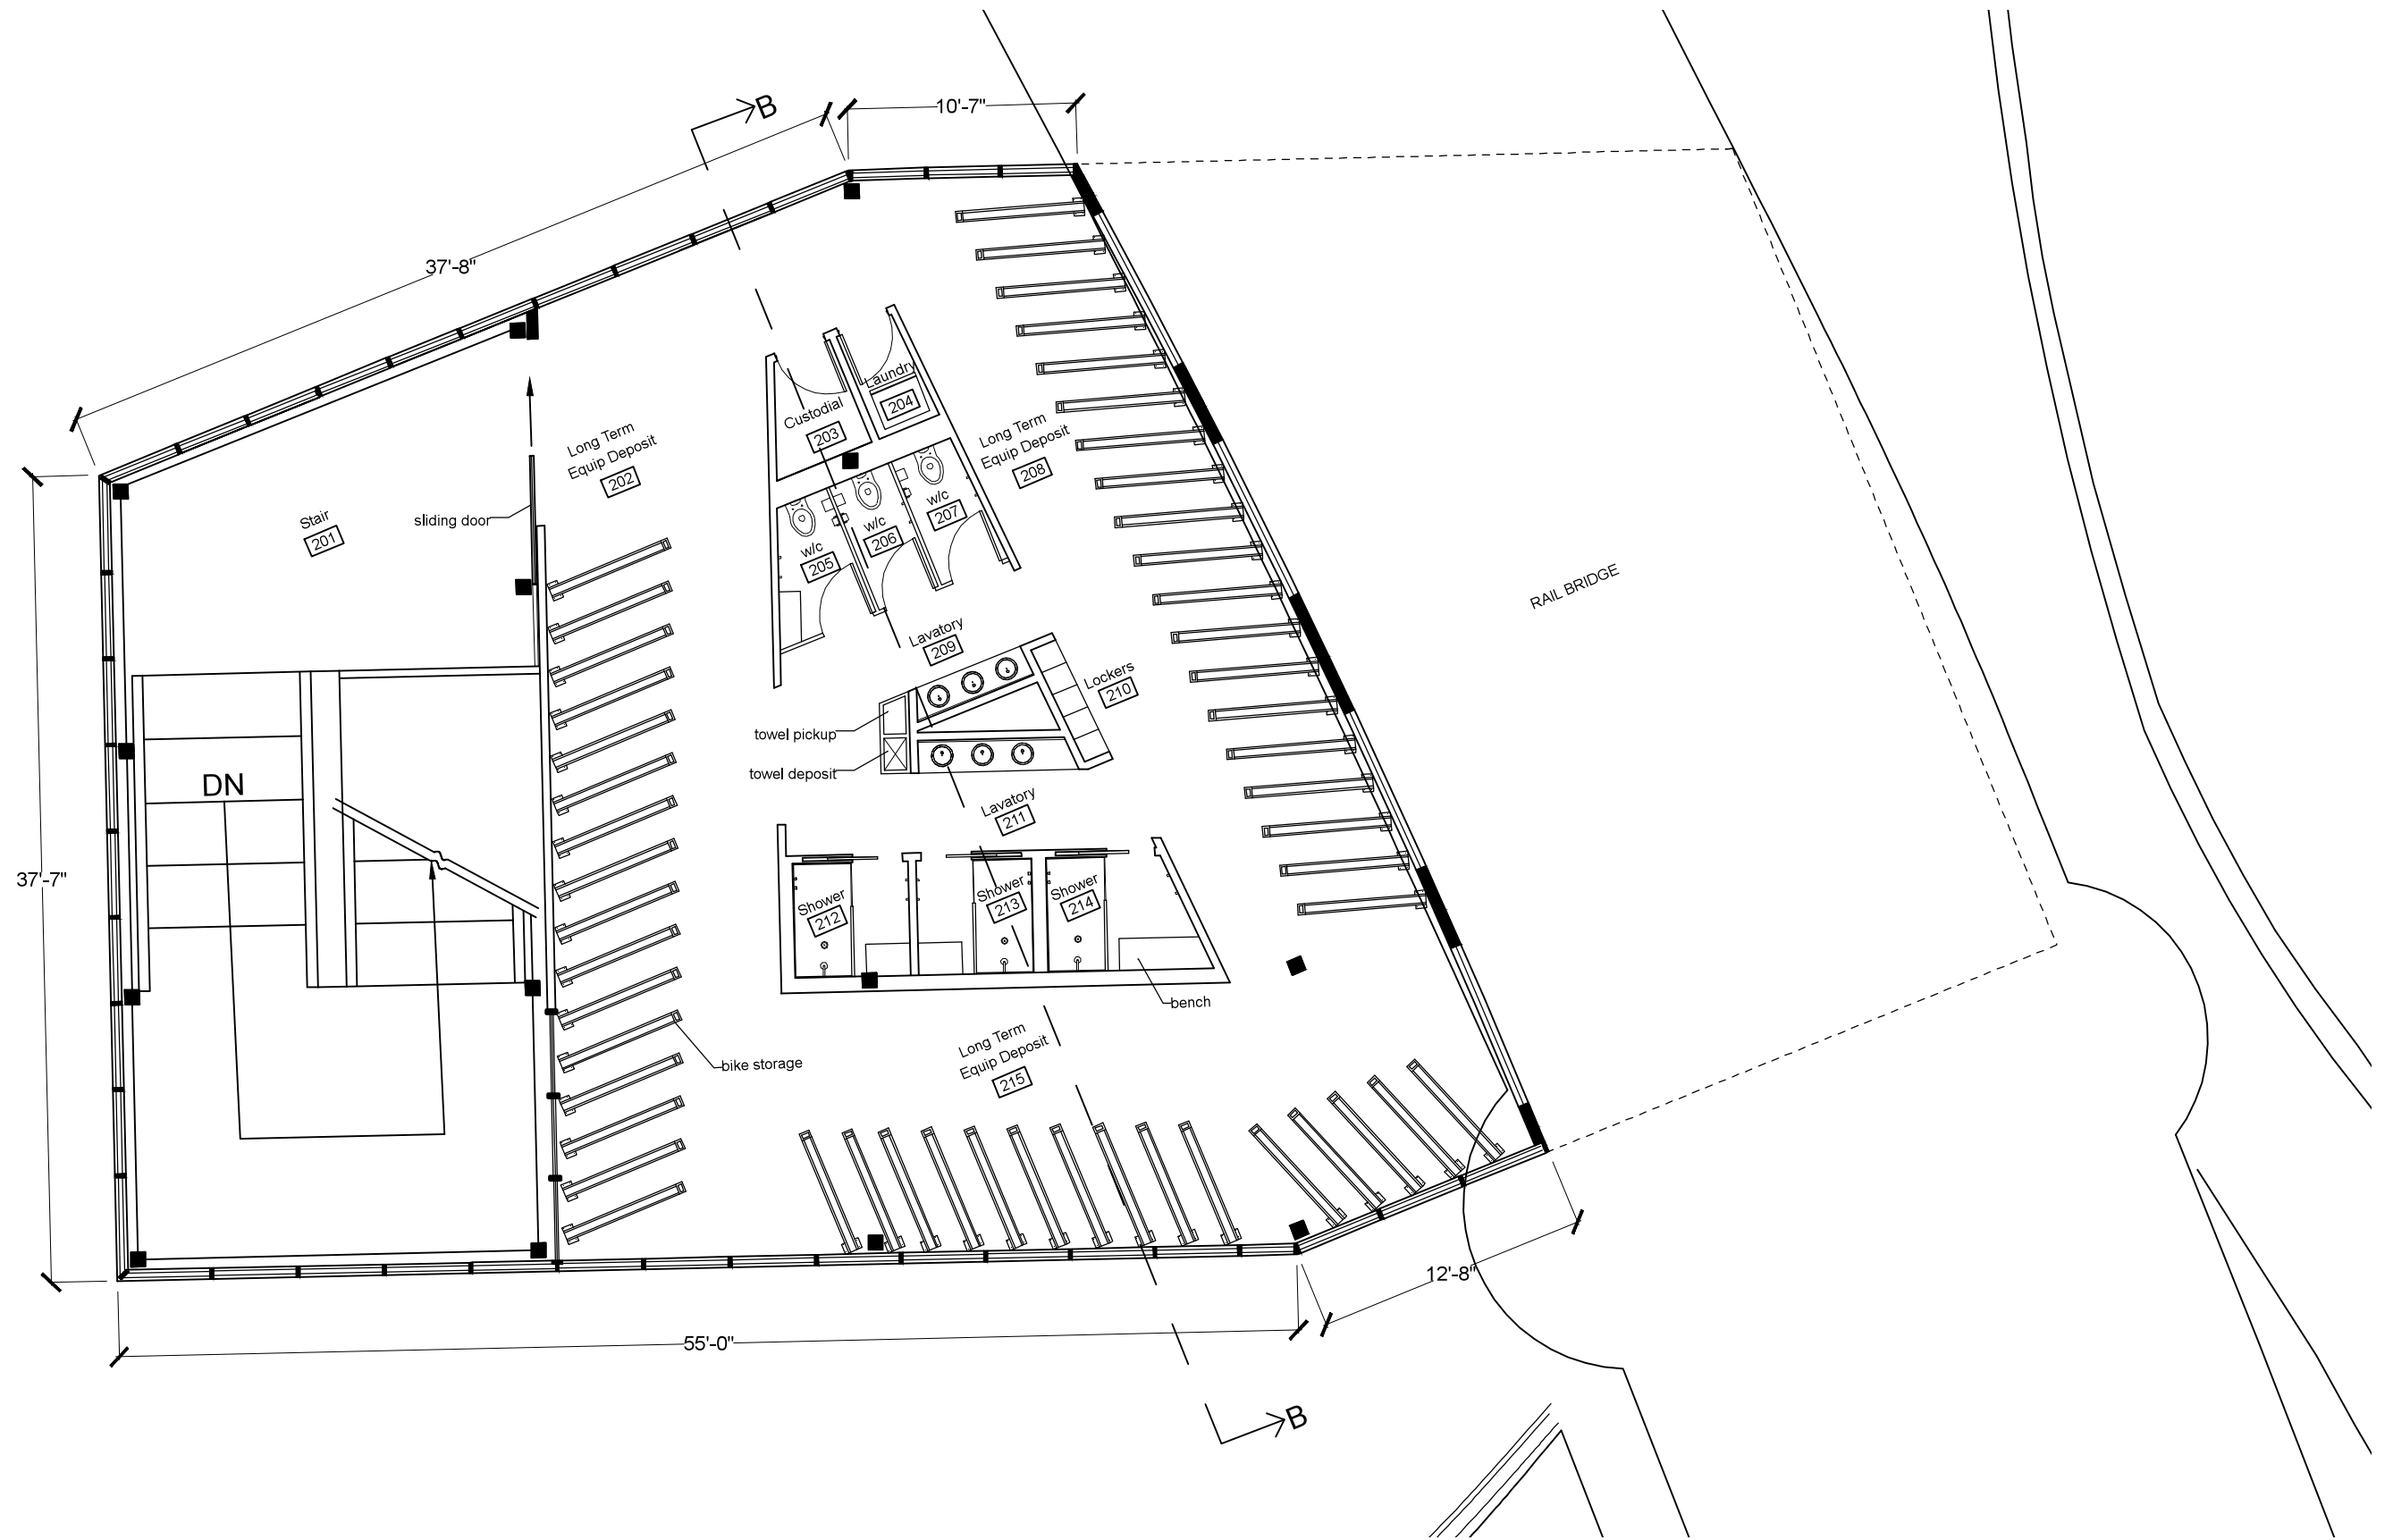 B
10'-7"
37'-8"
Laundry
204
Custodial
203
Long Term
Equip Deposit
202
Long Term
Equip Deposit
208
Stair
201
sliding door
w/c
207
w/c
206
w/c
205
RAIL BRIDGE
Lavatory
209
Lockers
210
towel pickup
towel deposit
DN
Lavatory
211
37'-7"
Shower
212
Shower
213
Shower
214
bench
Long Term
Equip Deposit
215
bike storage
12'-8"
55'-0"
B